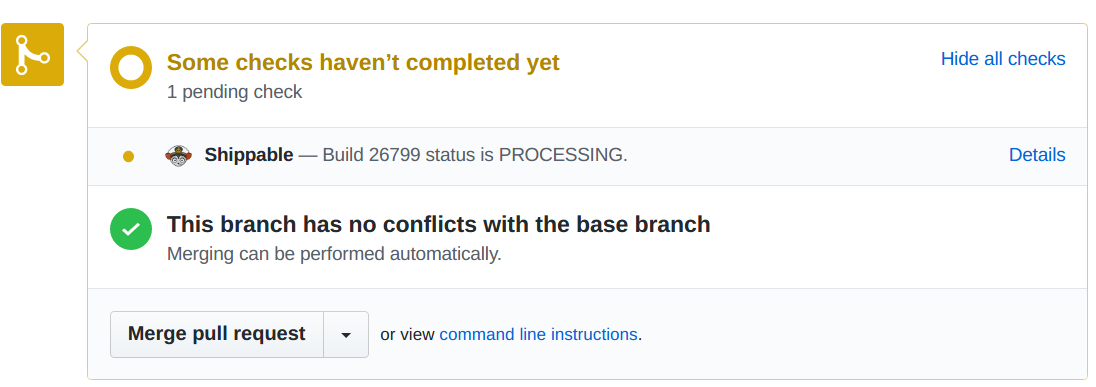 Some checks haven’t completed yet
Hide all checks
1 pending check
Shippable — Build 26799 status is PROCESSING.
Details
This branch has no conflicts with the base branch
Merging can be performed automatically.
Merge pull request
or view command line instructions.